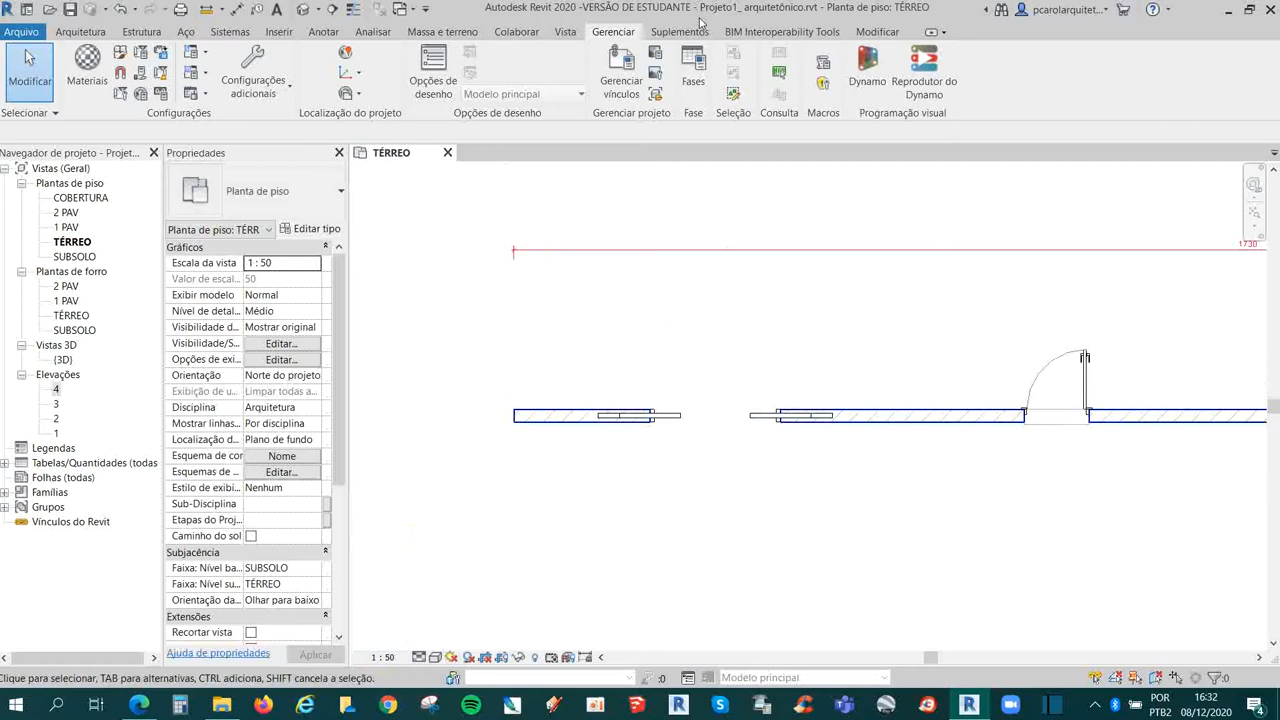 Autodesk Revit 2020 -VERSÃO DE ESTUDANTE - Projeto1_ arquitetônico.rvt - Planta de piso: TÉRREO
pcarolarquitet...
Arquivo Arquitetura Estrutura Aço Sistemas Inserir Anotar Analisar Massa e terreno Colaborar Vista Gerenciar Suplementos BIM Interoperability Tools Modificar
Modificar Materiais Configurações adicionais Opções de desenho Modelo principal Gerenciar vínculos Fases Dynamo Reprodutor do Dynamo
Selecionar Configurações Localização do projeto Opções de desenho Gerenciar projeto Fase Seleção Consulta Macros Programação visual
Navegador de projeto - Projet...
Vistas (Geral)
Plantas de piso
COBERTURA
2 PAV
1 PAV
TÉRREO
SUBSOLO
Plantas de forro
2 PAV
1 PAV
TÉRREO
SUBSOLO
Vistas 3D
{3D}
Elevações
4
3
2
1
Legendas
Tabelas/Quantidades (todas
Folhas (todas)
Famílias
Grupos
Vínculos do Revit
Propriedades
Planta de piso
Planta de piso: TÉRR Editar tipo
Gráficos
Escala da vista 1 : 50
Valor de escal... 50
Exibir modelo Normal
Nível de detal... Médio
Visibilidade d... Mostrar original
Visibilidade/S... Editar...
Opções de exi... Editar...
Orientação Norte do projeto
Exibição de u... Limpar todas a...
Disciplina Arquitetura
Mostrar linhas... Por disciplina
Localização d... Plano de fundo
Esquema de cor Nome
Esquemas de ... Editar...
Estilo de exibi... Nenhum
Sub-Disciplina
Etapas do Proj...
Caminho do sol
Subjacência
Faixa: Nível ba... SUBSOLO
Faixa: Nível su... TÉRREO
Orientação da... Olhar para baixo
Extensões
Recortar vista
Ajuda de propriedades Aplicar
TÉRREO
1730
1 : 50
Clique para selecionar, TAB para alternativas, CTRL adiciona, SHIFT cancela a seleção.
:0 Modelo principal :0
POR
PTB2
16:32
08/12/2020
4